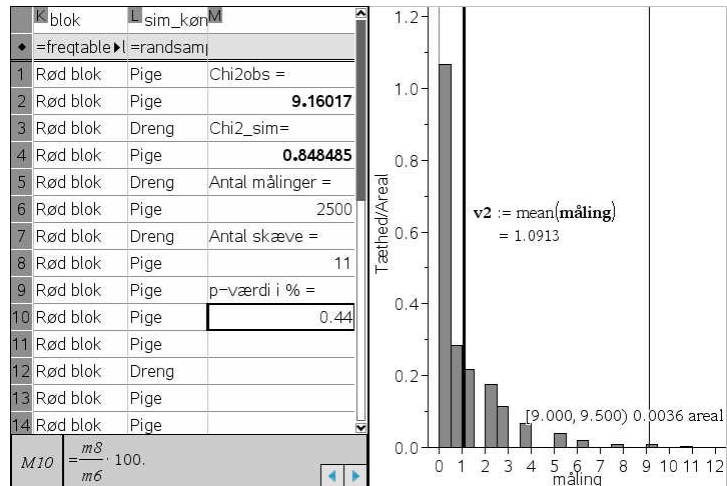 K blok L sim_køn M
♦ =freqtable▸l =randsamp
1 Rød blok Pige Chi2obs =
2 Rød blok Pige 9.16017
3 Rød blok Dreng Chi2_sim=
4 Rød blok Pige 0.848485
5 Rød blok Dreng Antal målinger =
6 Rød blok Pige 2500
7 Rød blok Dreng Antal skæve =
8 Rød blok Pige 11
9 Rød blok Pige p-værdi i % =
10 Rød blok Pige 0.44
11 Rød blok Pige
12 Rød blok Dreng
13 Rød blok Pige
14 Rød blok Pige
M10 =m8/m6 · 100.
1.2
1.0
0.8
0.6
0.4
0.2
0.0
Tæthed/Areal
v2 := mean(måling)
= 1.0913
[9.000, 9.500) 0.0036 areal
0 1 2 3 4 5 6 7 8 9 10 11 12
måling